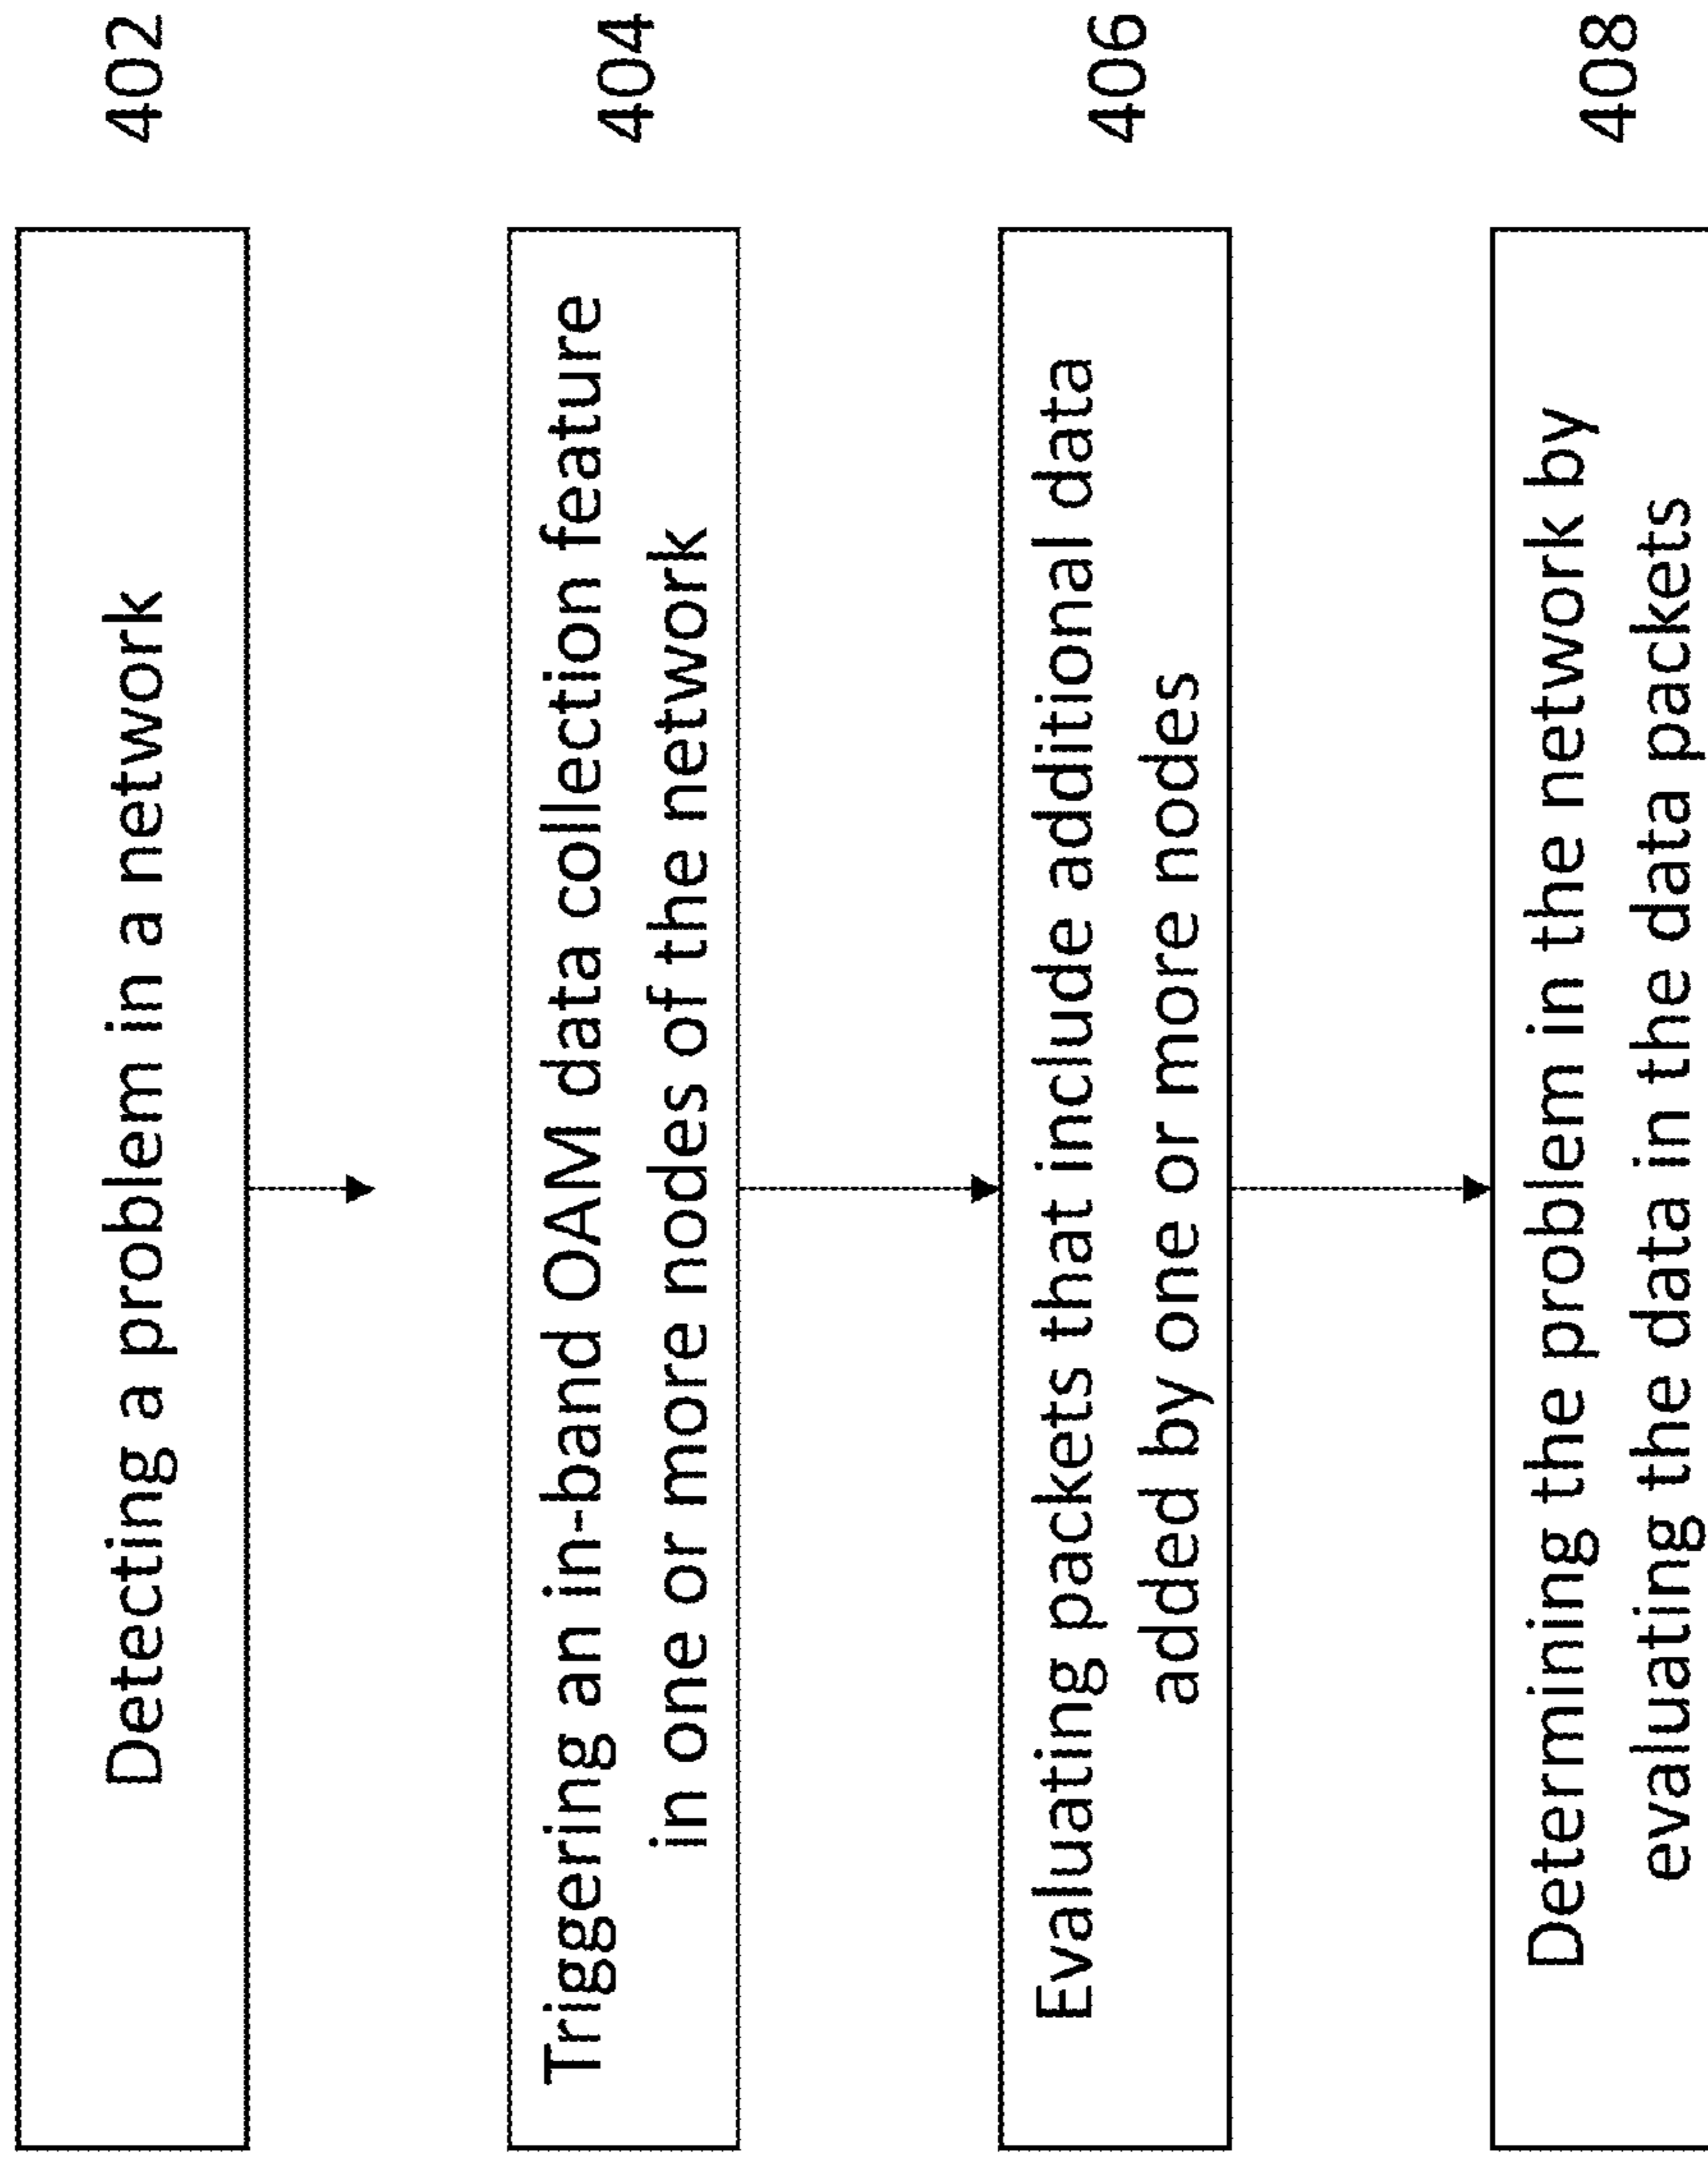 Detecting a problem in a network
402
Triggering an in-band OAM data collection feature
in one or more nodes of the network
404
Evaluating packets that include additional data
added by one or more nodes
406
Determining the problem in the network by
evaluating the data in the data packets
408